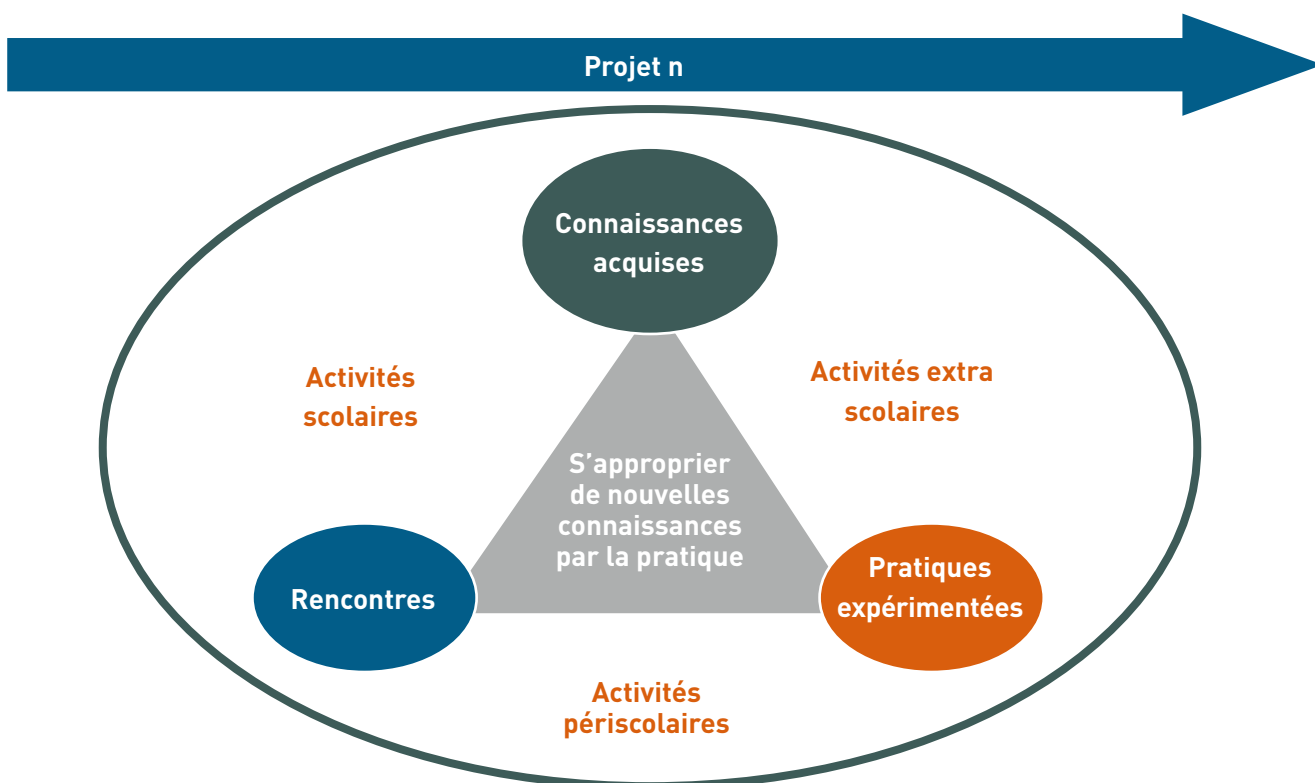 Projet n
Connaissances
acquises
Activités
scolaires
Activités extra
scolaires
S'approprier
de nouvelles
connaissances
par la pratique
Rencontres
Pratiques
expérimentées
Activités
périscolaires